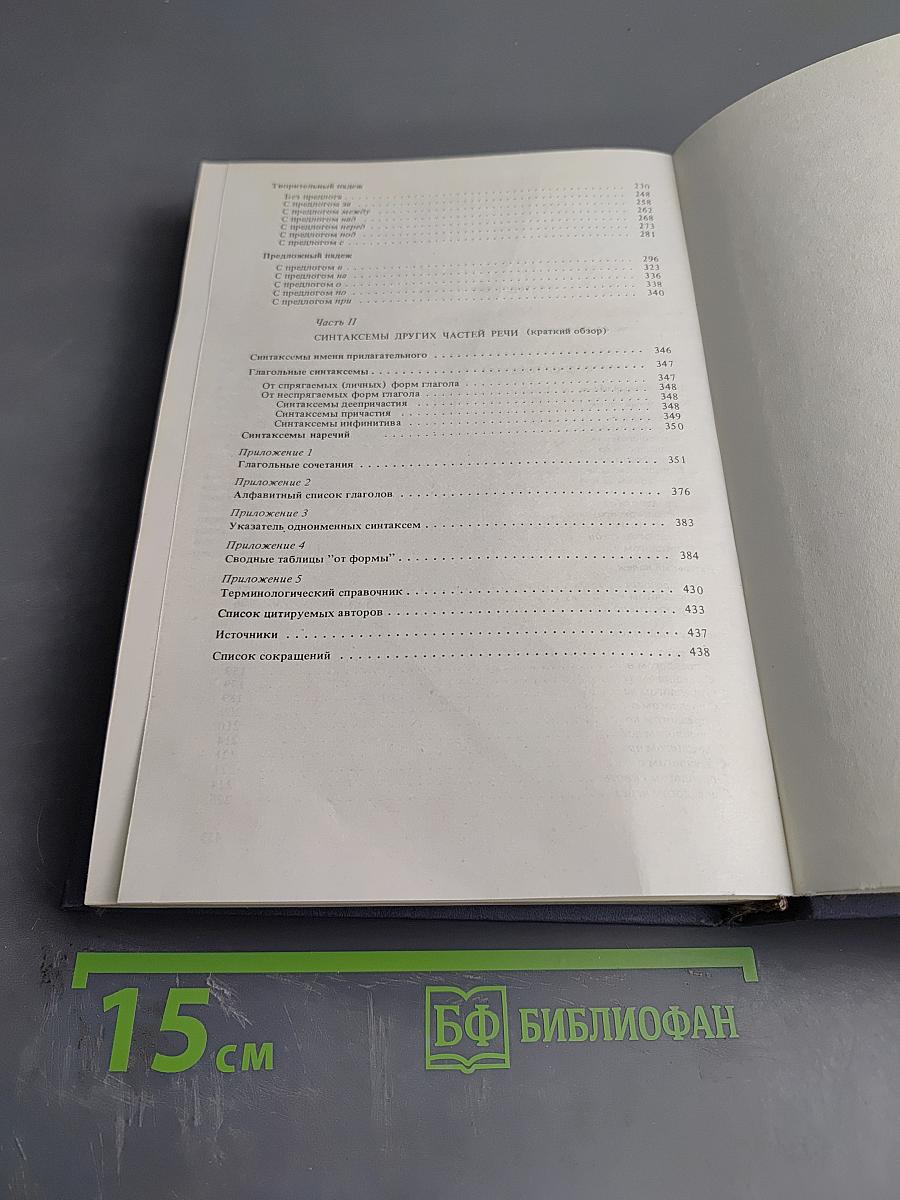 Творительный падеж
Без предлога . . . . . . . . . . 230
С предлогом за . . . . . . . . . . 248
С предлогом между . . . . . . . . . . 258
С предлогом над . . . . . . . . . . 262
С предлогом перед . . . . . . . . . . 268
С предлогом под . . . . . . . . . . 273
С предлогом с . . . . . . . . . . 281
Предложный падеж
С предлогом в . . . . . . . . . . 296
С предлогом на . . . . . . . . . . 323
С предлогом о . . . . . . . . . . 336
С предлогом по . . . . . . . . . . 338
С предлогом при . . . . . . . . . . 340
Часть II
СИНТАКСЕМЫ ДРУГИХ ЧАСТЕЙ РЕЧИ (краткий обзор)
Синтаксемы имени прилагательного . . . . . . . . . . 346
Глагольные синтаксемы . . . . . . . . . . 347
От спрягаемых (личных) форм глагола . . . . . . . . . . 347
От неспрягаемых форм глагола . . . . . . . . . . 348
Синтаксемы деепричастия . . . . . . . . . . 348
Синтаксемы причастия . . . . . . . . . . 348
Синтаксемы инфинитива . . . . . . . . . . 349
Синтаксемы наречий . . . . . . . . . . 350
Приложение 1
Глагольные сочетания . . . . . . . . . . 351
Приложение 2
Алфавитный список глаголов . . . . . . . . . . 376
Приложение 3
Указатель одноименных синтаксем . . . . . . . . . . 383
Приложение 4
Сводные таблицы "от формы" . . . . . . . . . . 384
Приложение 5
Терминологический справочник . . . . . . . . . . 430
Список цитируемых авторов . . . . . . . . . . 433
Источники . . . . . . . . . . 437
Список сокращений . . . . . . . . . . 438
15 см
БФ БИБЛИОФАН